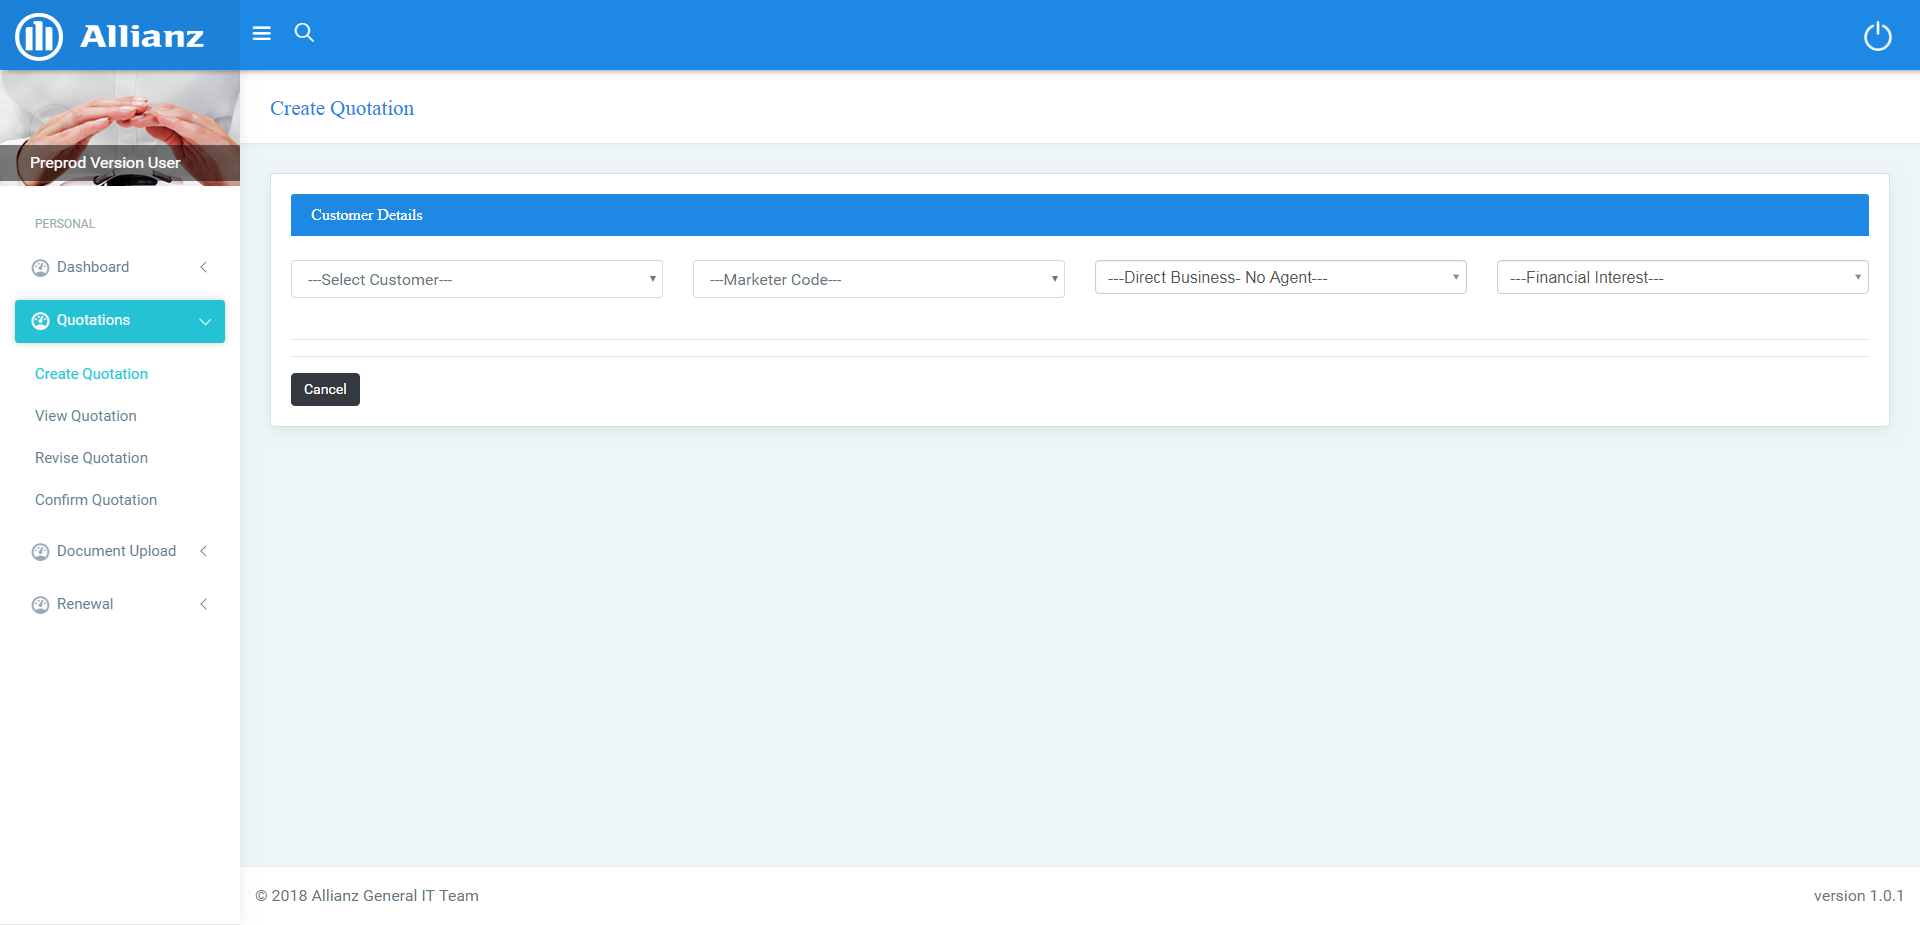 Allianz
Create Quotation
Preprod Version User
PERSONAL
Dashboard
Quotations
Create Quotation
View Quotation
Revise Quotation
Confirm Quotation
Document Upload
Renewal
Customer Details
---Select Customer---
---Marketer Code---
---Direct Business- No Agent---
---Financial Interest---
Cancel
© 2018 Allianz General IT Team
version 1.0.1